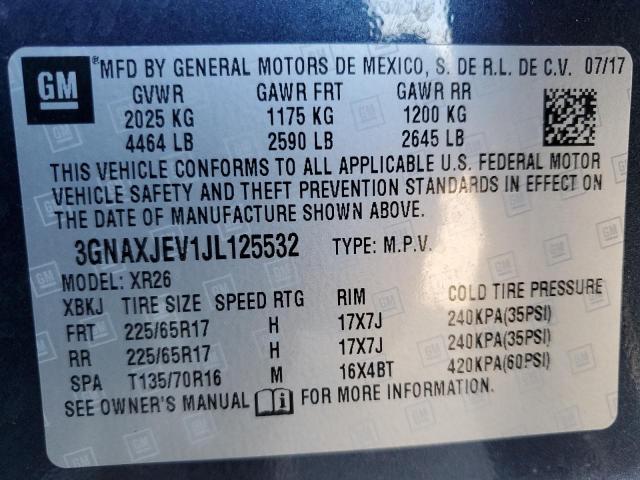 GM ®MFD BY GENERAL MOTORS DE MEXICO, S. DE R.L. DE C.V. 07/17
GVWR GAWR FRT GAWR RR
2025 KG 1175 KG 1200 KG
4464 LB 2590 LB 2645 LB
THIS VEHICLE CONFORMS TO ALL APPLICABLE U.S. FEDERAL MOTOR
VEHICLE SAFETY AND THEFT PREVENTION STANDARDS IN EFFECT ON
THE DATE OF MANUFACTURE SHOWN ABOVE.
3GNAXJEV1JL125532 TYPE: M.P.V.
MODEL: XR26
XBKJ TIRE SIZE SPEED RTG RIM COLD TIRE PRESSURE
FRT 225/65R17 H 17X7J 240KPA(35PSI)
RR 225/65R17 H 17X7J 240KPA(35PSI)
SPA T135/70R16 M 16X4BT 420KPA(60PSI)
SEE OWNER'S MANUAL FOR MORE INFORMATION.